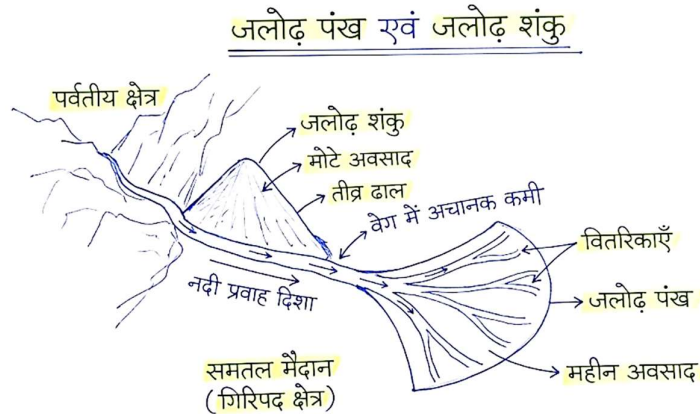 जलोढ़ पंख एवं जलोढ़ शंकु
पर्वतीय क्षेत्र
जलोढ़ शंकु
मोटे अवसाद
तीव्र ढाल
वेग में अचानक कमी
वितरिकाएँ
नदी प्रवाह दिशा
जलोढ़ पंख
समतल मैदान
(गिरिपद क्षेत्र)
महीन अवसाद